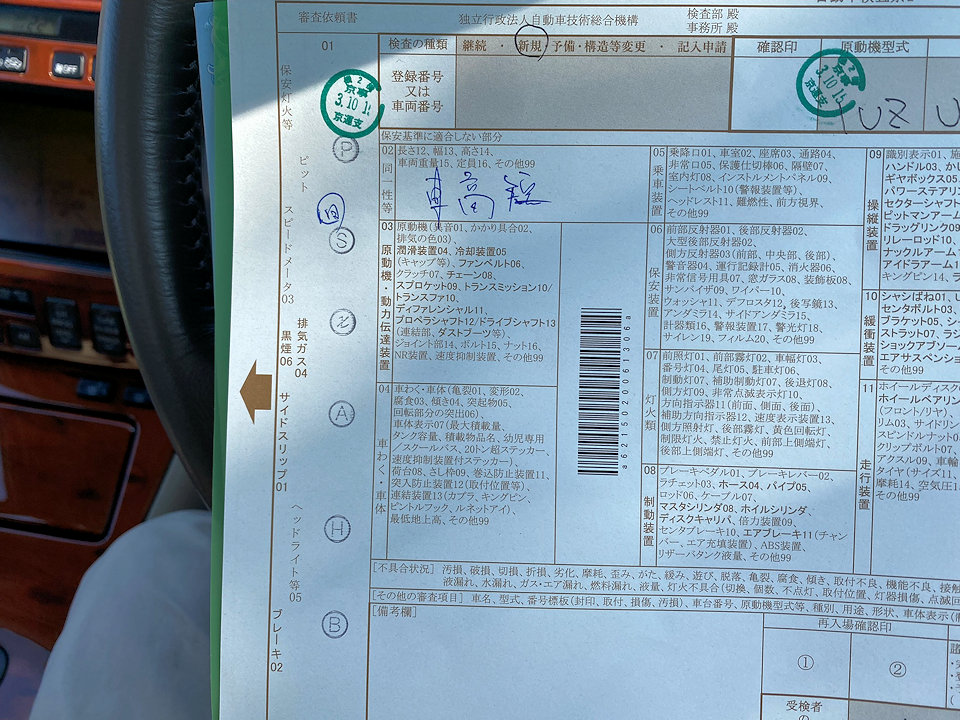 審査依頼書
独立行政法人自動車技術総合機構
検査部 殿
事務所 殿
01
検査の種類
継続 ・ 新規 ・ 予備 ・ 構造等変更 ・ 記入申請
確認印
原動機型式
登録番号
又は
車両番号
3.10.15
京運支
3.10.15
京運支
UZ
保安灯火等
P
ピット
回
スピードメータ
03
S
排気ガス
04
黒煙
06
A
サイドスリップ
01
H
ヘッドライト等
05
B
ブレーキ
02
保安基準に適合しない部分
02
同一性等
長さ12、幅13、高さ14、
車両重量15、定員16、その他99
車高短
03
原動機・動力伝達装置
原動機(異音01、かかり具合02、
排気の色03)、
潤滑装置04、冷却装置05
(キャップ等)、ファンベルト06、
クラッチ07、チェーン08、
スプロケット09、トランスミッション10/
トランスファ10、
ディファレンシャル11、
プロペラシャフト12/ドライブシャフト13
(連結部、ダストブーツ等)、
ジョイント部14、ボルト15、ナット16、
NR装置、速度抑制装置、その他99
04
車わく・車体
車わく・車体(亀裂01、変形02、
腐食03、傾き04、突起物05、
回転部分の突出06)、
車体表示07(最大積載量、
タンク容量、積載物品名、幼児専用
/スクールバス、20トン超ステッカー、
速度抑制装置付ステッカー)、
荷台08、さし枠09、巻込防止装置11、
突入防止装置12(取付位置等)、
連結装置13(カプラ、キングピン、
ピントルフック、ルネットアイ)、
最低地上高、その他99
05
乗車装置
乗降口01、車室02、座席03、通路04、
非常口05、保護仕切棒06、隔壁07、
室内灯08、インストルメントパネル09、
シートベルト10(警報装置等)、
ヘッドレスト11、難燃性、前方視界、
その他99
06
保安装置
前部反射器01、後部反射器02、
大型後部反射器02、
側方反射器03(前部、中央部、後部)、
警音器04、運行記録計05、消火器06、
非常信号用具07、窓ガラス08、装飾板08、
サンバイザ09、ワイパー10、
ウォッシャ11、デフロスタ12、後写鏡13、
アンダミラ14、サイドアンダミラ15、
計器類16、警報装置17、警光灯18、
サイレン19、フィルム20、その他99
07
灯火類
前照灯01、前部霧灯02、車幅灯03、
番号灯04、尾灯05、駐車灯06、
制動灯07、補助制動灯07、後退灯08、
側方灯09、非常点滅表示灯10、
方向指示器11(前面、側面、後面)、
補助方向指示器12、速度表示装置13、
側方照射灯、後部霧灯、黄色回転灯、
制限灯火、禁止灯火、前部上側端灯、
後部上側端灯、その他99
08
制動装置
ブレーキペダル01、ブレーキレバー02、
ラチェット03、ホース04、パイプ05、
ロッド06、ケーブル07、
マスタシリンダ08、ホイルシリンダ、
ディスクキャリパ、倍力装置09、
センタブレーキ10、エアブレーキ11(チャン
バー、エア充填装置)、ABS装置、
リザーバタンク液量、その他99
09
操縦装置
識別表示01、
ハンドル03、
ギヤボックス05、
パワーステアリン
セクターシャフト
ピットマンアーム
ドラッグリンク09、
リレーロッド10、
ナックルアーム
アイドラアーム
キングピン14、
その他99
10
緩衝装置
シャシばね01、
センタボルト03、
ブラケット05、
ストラット07、
ショックアブソー
エアサスペンショ
その他99
11
走行装置
ホイールディスク
ホイールベアリン
(フロント/リヤ)、
リム03、サイドリン
スピンドルナット
クリップボルト07、
アクスル09、車輪
タイヤ(サイズ11、
摩耗14、空気圧
その他99
a6215020061306a
[不具合状況] 汚損、破損、切損、折損、劣化、摩耗、歪み、がた、緩み、遊び、脱落、亀裂、腐食、傾き、取付不良、機能不良、接触
液漏れ、水漏れ、ガス・エア漏れ、燃料漏れ、液量、灯火不具合(切換、個数、不点灯、取付位置、灯器損傷、点滅回
[その他の審査項目] 車名、型式、番号標板(封印、取付、損傷、汚損)、車台番号、原動機型式等、種別、用途、形状、車体表示
[備考欄]
再入場確認印
①
②
受検者
の
OFF